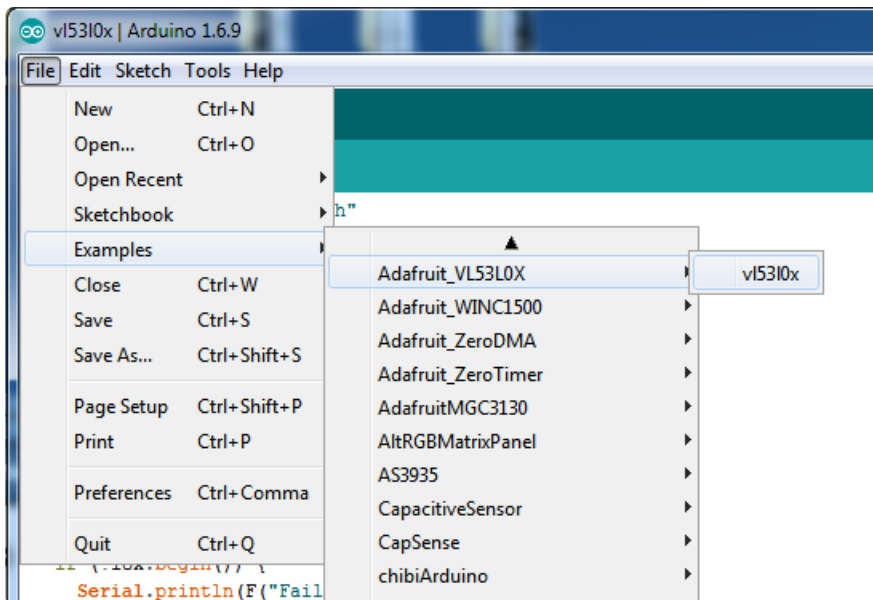 vl53l0x | Arduino 1.6.9
File Edit Sketch Tools Help
New Ctrl+N
Open... Ctrl+O
Open Recent
Sketchbook
Examples
Close Ctrl+W
Save Ctrl+S
Save As... Ctrl+Shift+S
Page Setup Ctrl+Shift+P
Print Ctrl+P
Preferences Ctrl+Comma
Quit Ctrl+Q
h"
Adafruit_VL53L0X
Adafruit_WINC1500
Adafruit_ZeroDMA
Adafruit_ZeroTimer
AdafruitMGC3130
AltRGBMatrixPanel
AS3935
CapacitiveSensor
CapSense
chibiArduino
vl53l0x
Serial.println(F("Fail